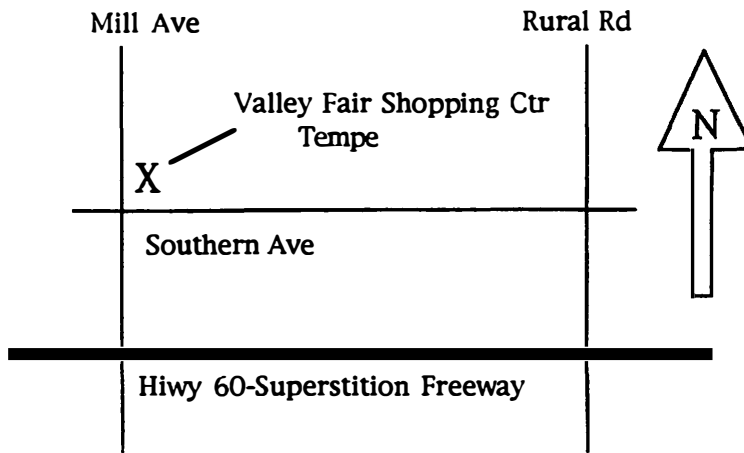 Mill Ave
Rural Rd
Valley Fair Shopping Ctr
Tempe
N
X
Southern Ave
Hiwy 60-Superstition Freeway